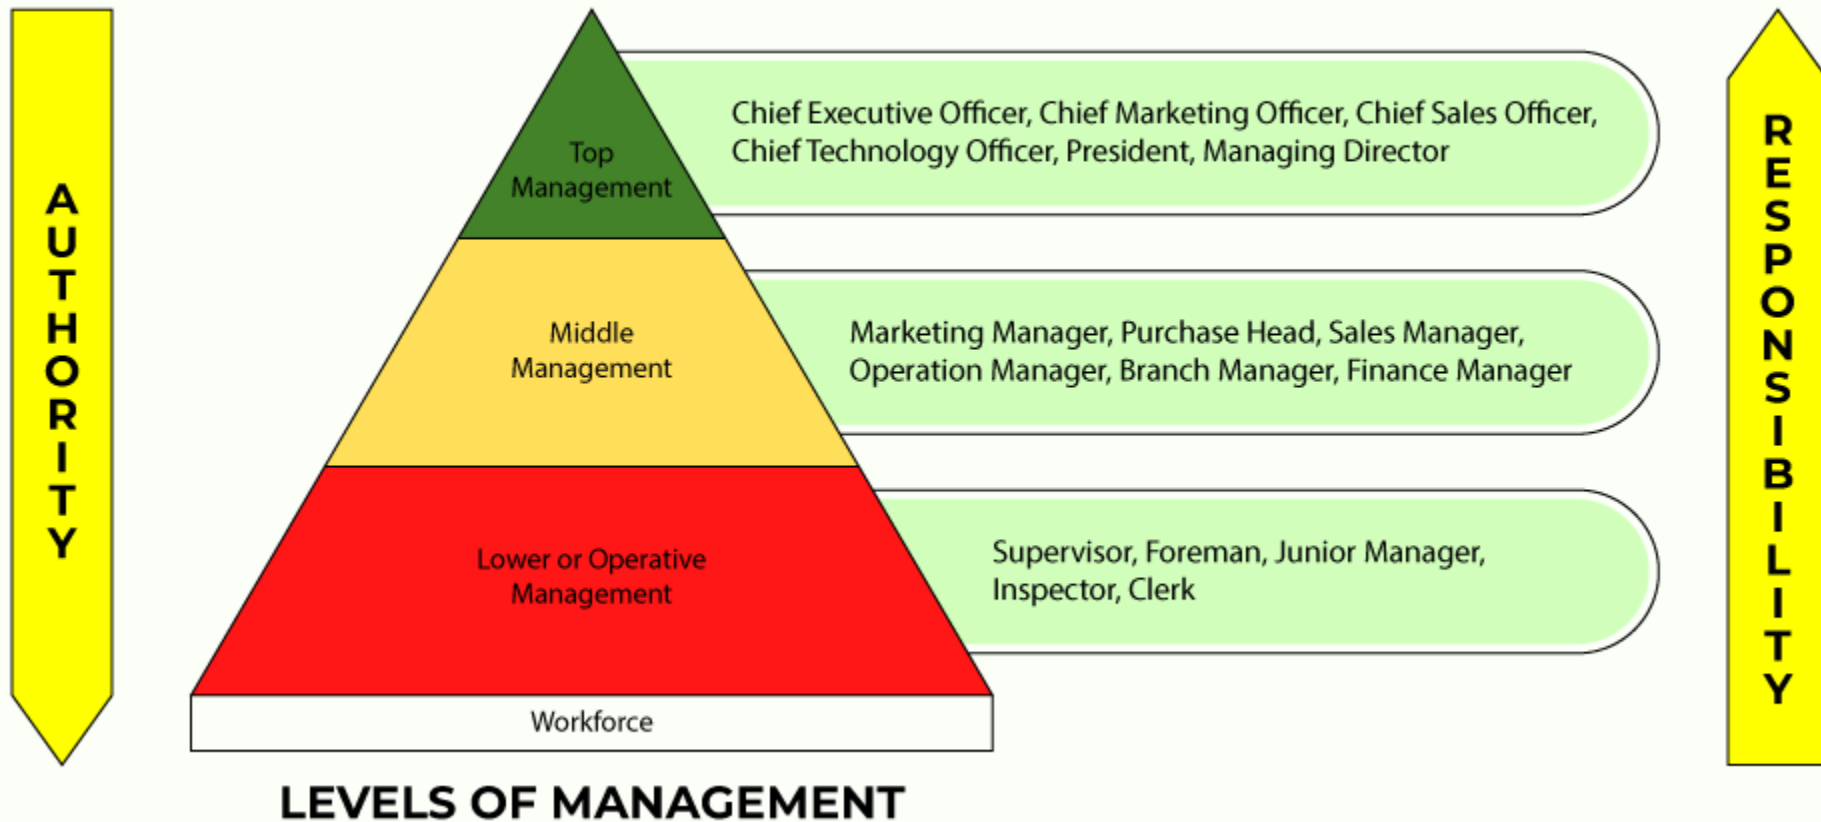 AUTHORITY
Top
Management
Chief Executive Officer, Chief Marketing Officer, Chief Sales Officer,
Chief Technology Officer, President, Managing Director
Middle
Management
Marketing Manager, Purchase Head, Sales Manager,
Operation Manager, Branch Manager, Finance Manager
Lower or Operative
Management
Supervisor, Foreman, Junior Manager,
Inspector, Clerk
Workforce
RESPONSIBILITY
LEVELS OF MANAGEMENT